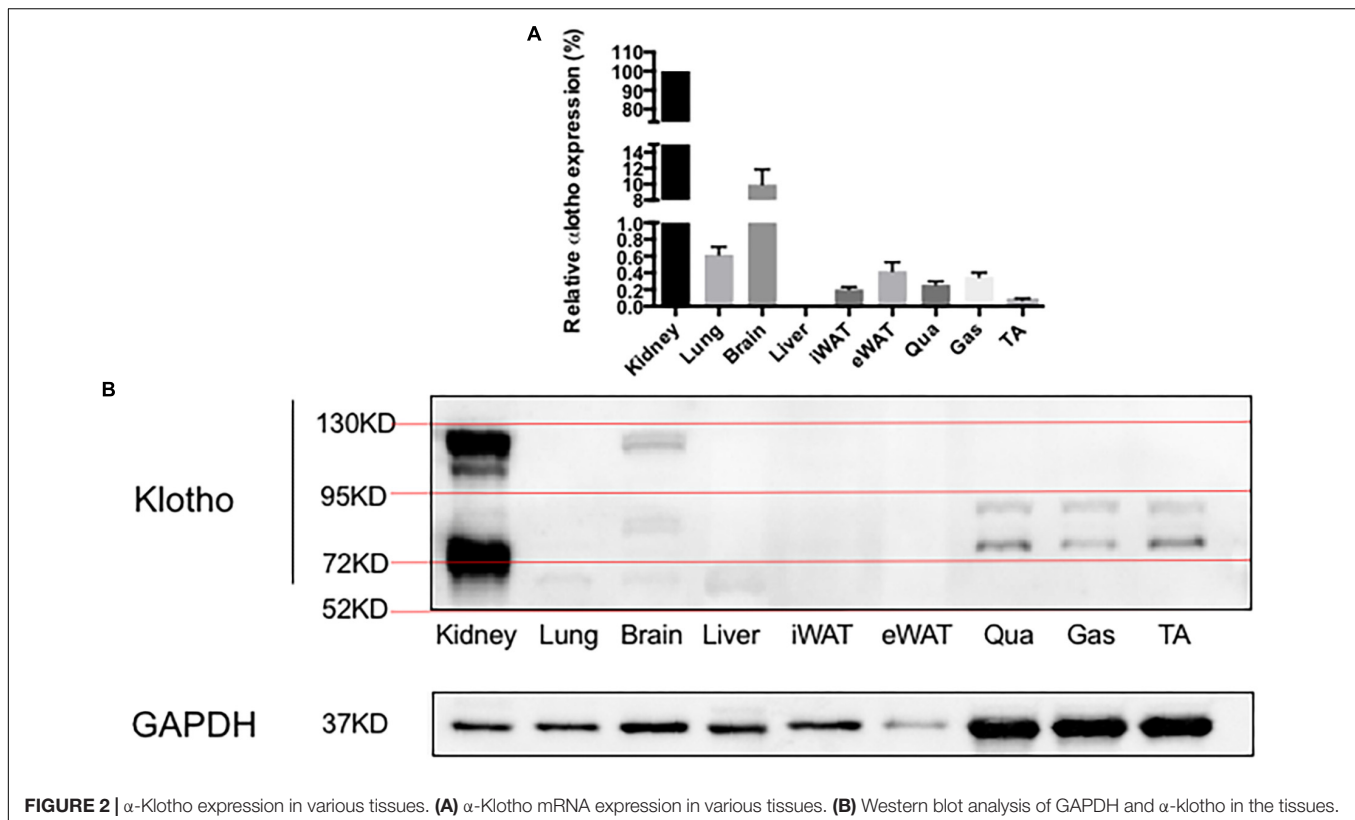 A
Relative αlotho expression (%)
110
100
90
80
14
12
10
8
1.0
0.8
0.6
0.4
0.2
0.0
Kidney Lung Brain Liver iWAT eWAT Qua Gas TA
B
Klotho
130KD
95KD
72KD
52KD
Kidney Lung Brain Liver iWAT eWAT Qua Gas TA
GAPDH 37KD
FIGURE 2 | α-Klotho expression in various tissues. (A) α-Klotho mRNA expression in various tissues. (B) Western blot analysis of GAPDH and α-klotho in the tissues.